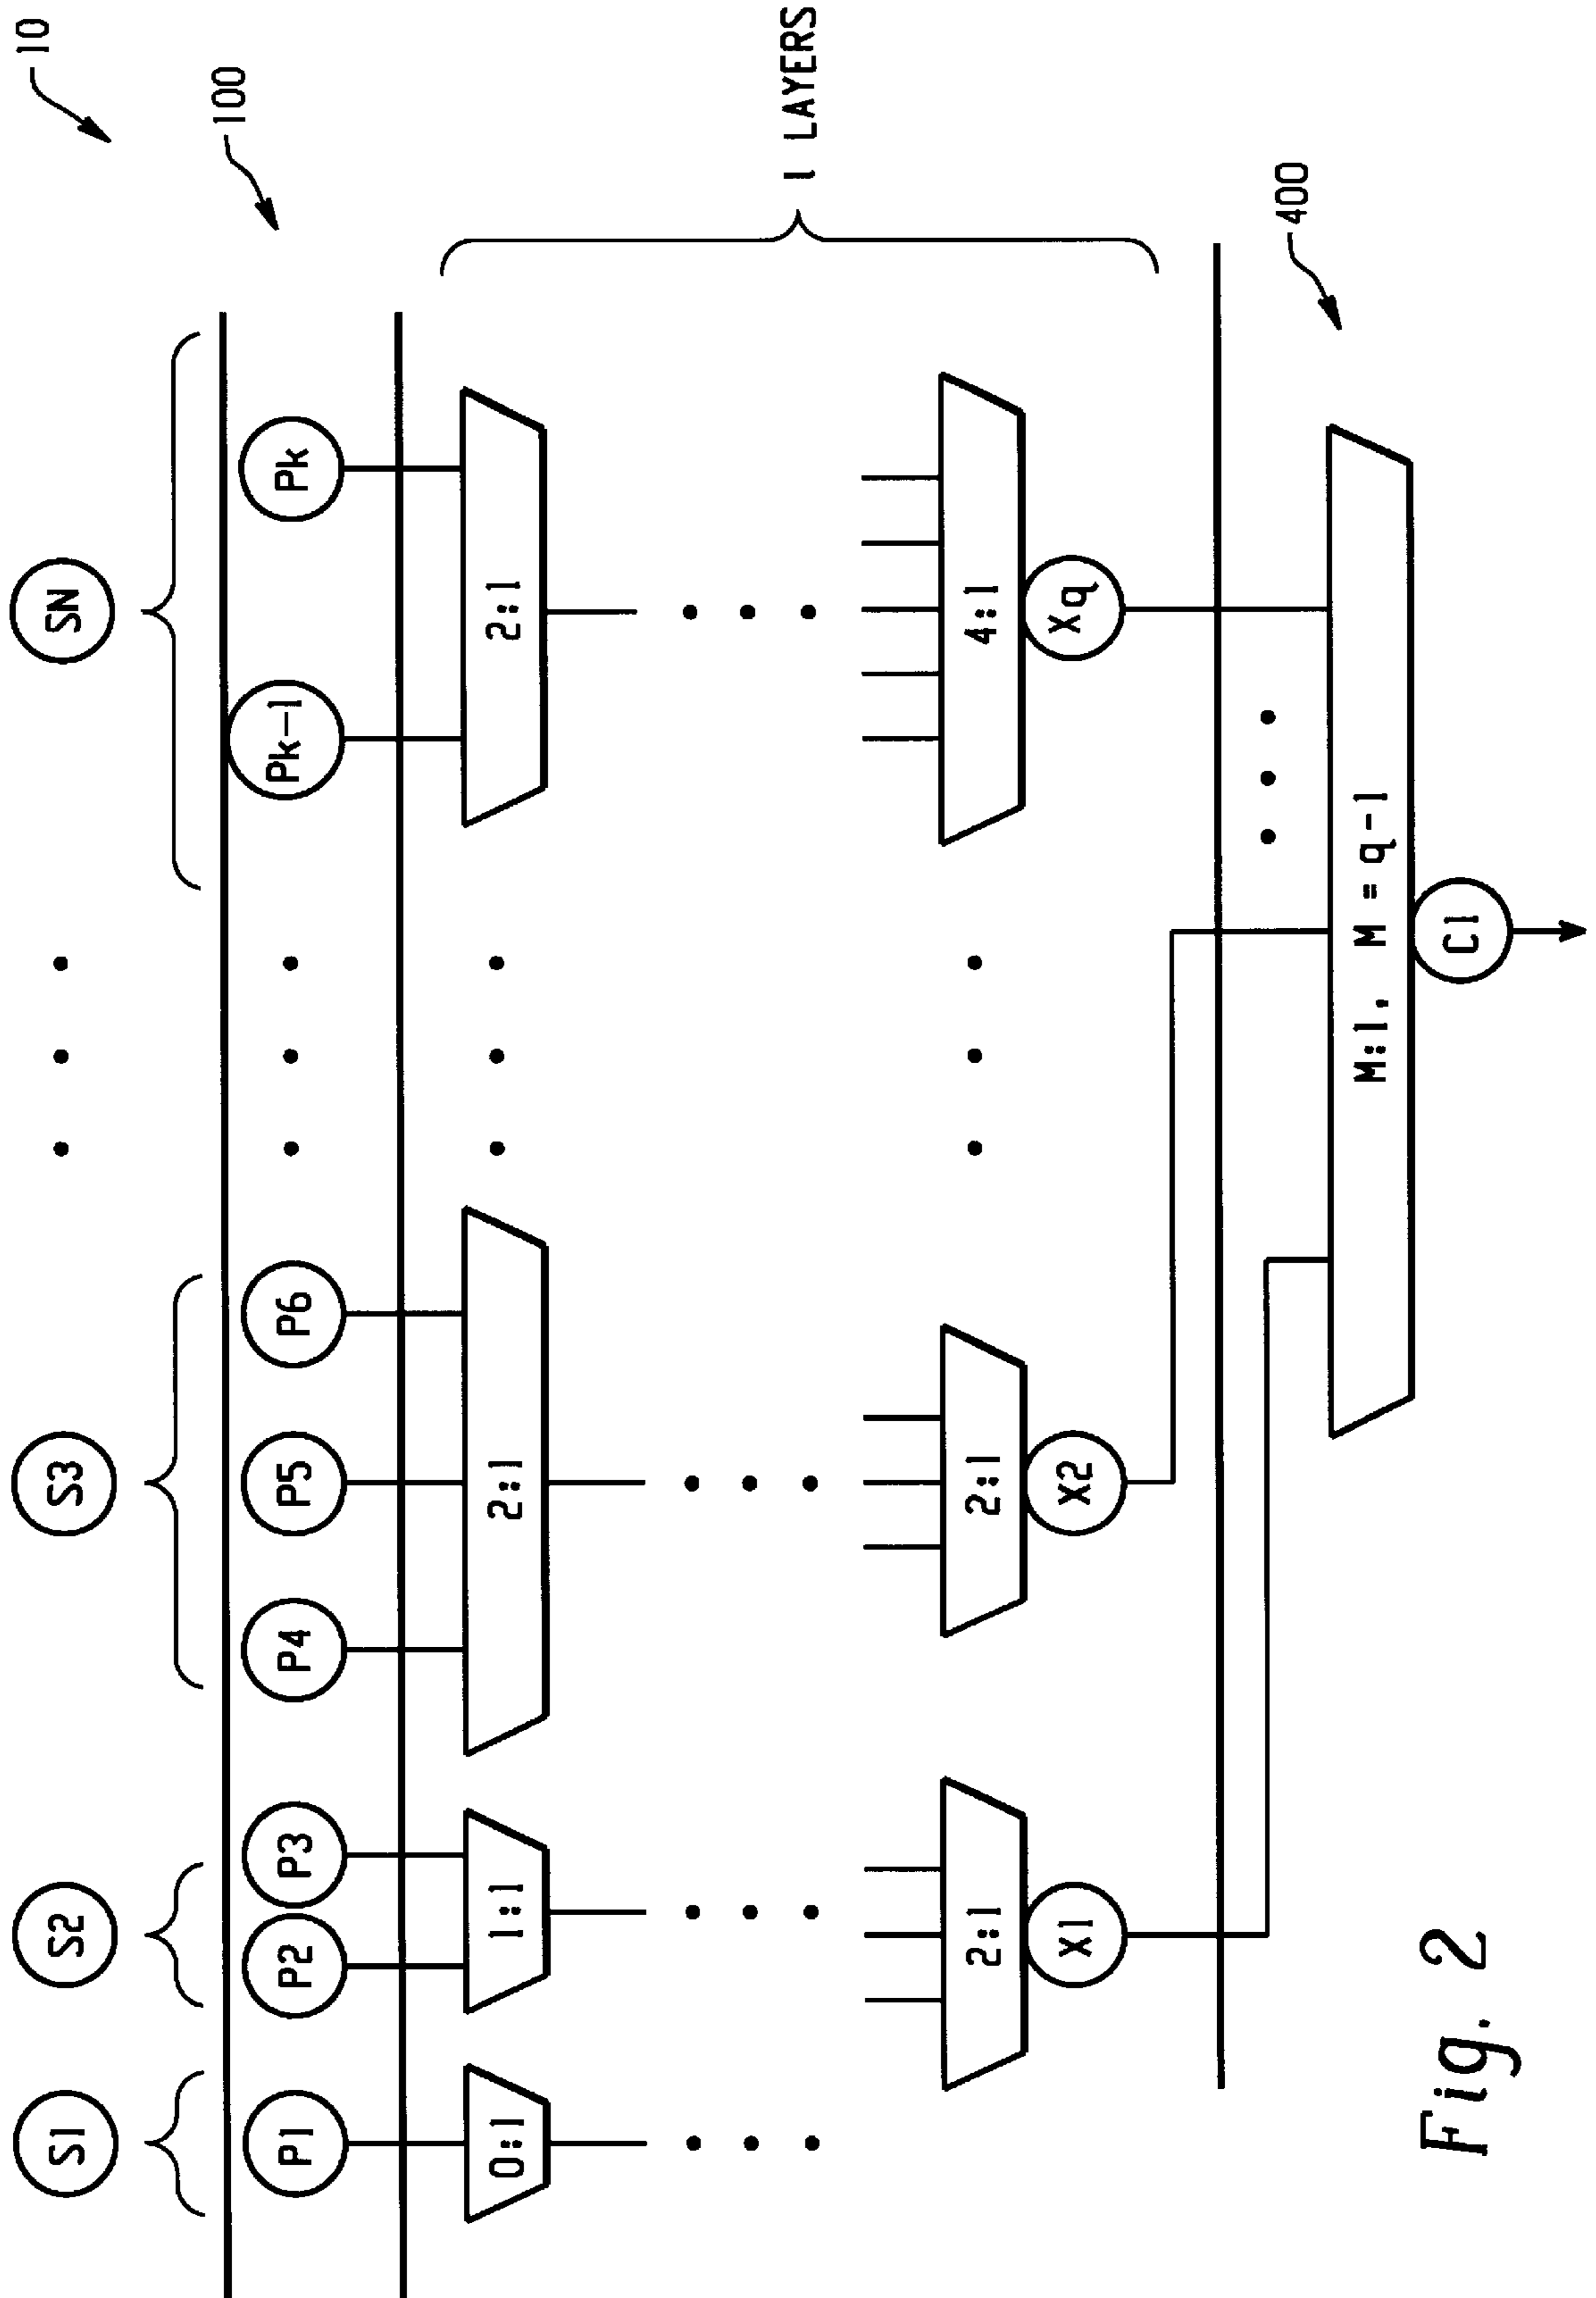 10
S1 S2 S3 SN
100
P1 P2 P3 P4 P5 P6 Pk-1 Pk
0:1 1:1 2:1 2:1
l LAYERS
2:1 2:1 4:1
X1 X2 Xq
400
M:1, M = q-1
C1
Fig. 2